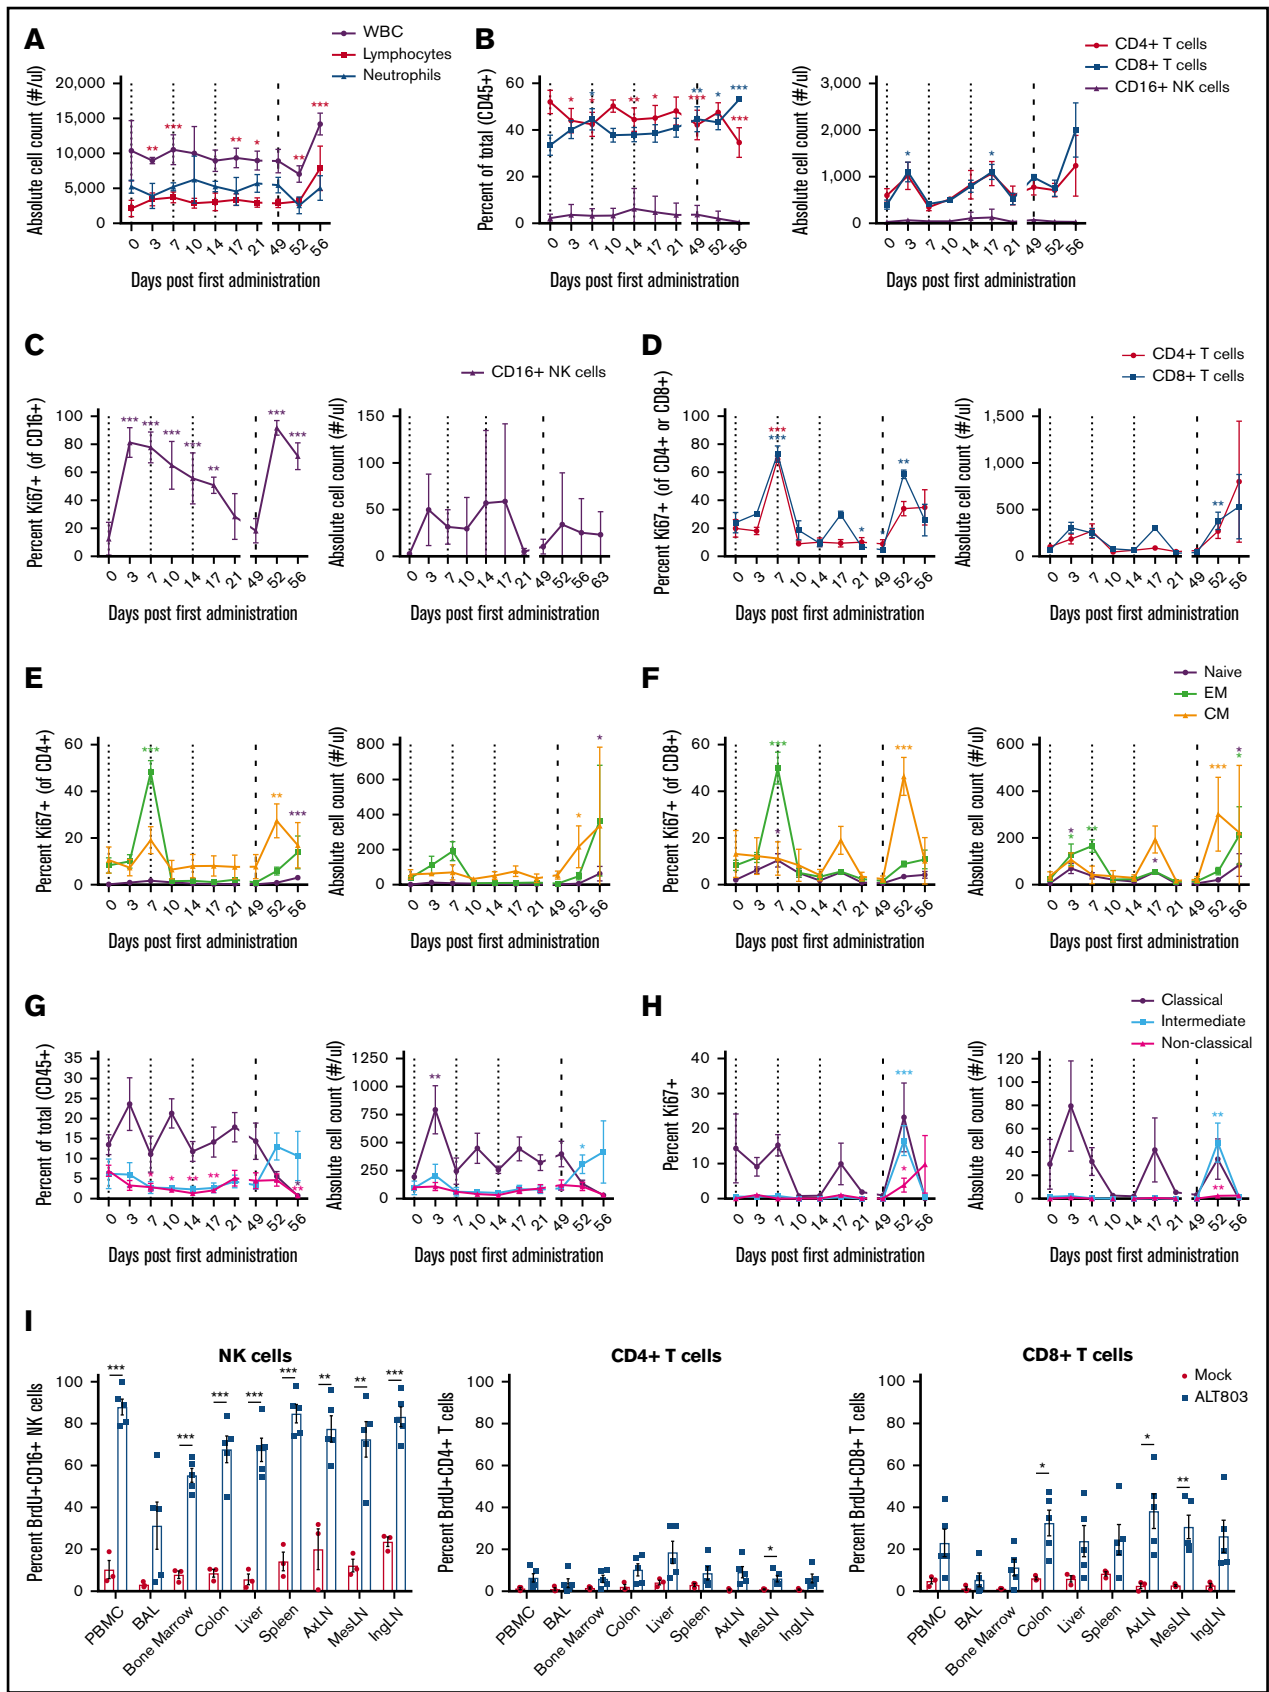 A
WBC
Lymphocytes
Neutrophils
Absolute cell count (#/ul)
20,000
15,000
10,000
5,000
0
*** ** *** ** * **
0 3 7 10 14 17 21 49 52 56
Days post first administration
B
CD4+ T cells
CD8+ T cells
CD16+ NK cells
Percent of total (CD45+)
60
40
20
0
0 3 7 10 14 17 21 49 52 56
Days post first administration
Absolute cell count (#/ul)
3,000
2,000
1,000
0
* *
0 3 7 10 14 17 21 49 52 56
Days post first administration
C
CD16+ NK cells
Percent Ki67+ (of CD16+)
100
80
60
40
20
0
*** *** *** *** ** *** ***
0 3 7 10 14 17 21 49 52 56
Days post first administration
Absolute cell count (#/ul)
150
100
50
0
0 3 7 10 14 17 21 49 52 56 63
Days post first administration
D
CD4+ T cells
CD8+ T cells
Percent Ki67+ (of CD4+ or CD8+)
100
80
60
40
20
0
*** *** * **
0 3 7 10 14 17 21 49 52 56
Days post first administration
Absolute cell count (#/ul)
1,500
1,000
500
0
**
0 3 7 10 14 17 21 49 52 56
Days post first administration
E
Percent Ki67+ (of CD4+)
60
40
20
0
*** ** ***
0 3 7 10 14 17 21 49 52 56
Days post first administration
Absolute cell count (#/ul)
800
600
400
200
0
* *
0 3 7 10 14 17 21 49 52 56
Days post first administration
F
Naive
EM
CM
Percent Ki67+ (of CD8+)
60
40
20
0
*** * ***
0 3 7 10 14 17 21 49 52 56
Days post first administration
Absolute cell count (#/ul)
600
400
200
0
* * ** * *** * *
0 3 7 10 14 17 21 49 52 56
Days post first administration
G
Percent of total (CD45+)
35
30
25
20
15
10
5
0
0 3 7 10 14 17 21 49 52 56
Days post first administration
Absolute cell count (#/ul)
1250
1000
750
500
250
0
** *
0 3 7 10 14 17 21 49 52 56
Days post first administration
H
Classical
Intermediate
Non-classical
Percent Ki67+
40
30
20
10
0
*** *
0 3 7 10 14 17 21 49 52 56
Days post first administration
Absolute cell count (#/ul)
120
100
80
60
40
20
0
** **
0 3 7 10 14 17 21 49 52 56
Days post first administration
I
NK cells
Percent BrdU+CD16+ NK cells
100
80
60
40
20
0
*** *** *** *** *** ** ** ***
PBMC BAL Bone Marrow Colon Liver Spleen AxLN MesLN IngLN
CD4+ T cells
Percent BrdU+CD4+ T cells
100
80
60
40
20
0
*
PBMC BAL Bone Marrow Colon Liver Spleen AxLN MesLN IngLN
CD8+ T cells
Mock
ALT803
Percent BrdU+CD8+ T cells
100
80
60
40
20
0
* * **
PBMC BAL Bone Marrow Colon Liver Spleen AxLN MesLN IngLN